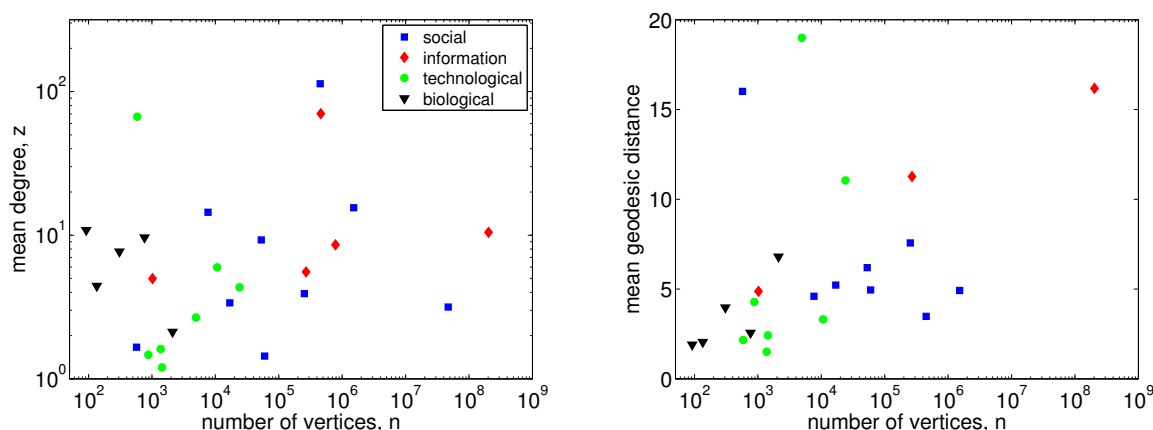 mean degree, z
10^2
10^1
10^0
social
information
technological
biological
10^2 10^3 10^4 10^5 10^6 10^7 10^8 10^9
number of vertices, n
mean geodesic distance
20
15
10
5
0
10^2 10^3 10^4 10^5 10^6 10^7 10^8 10^9
number of vertices, n